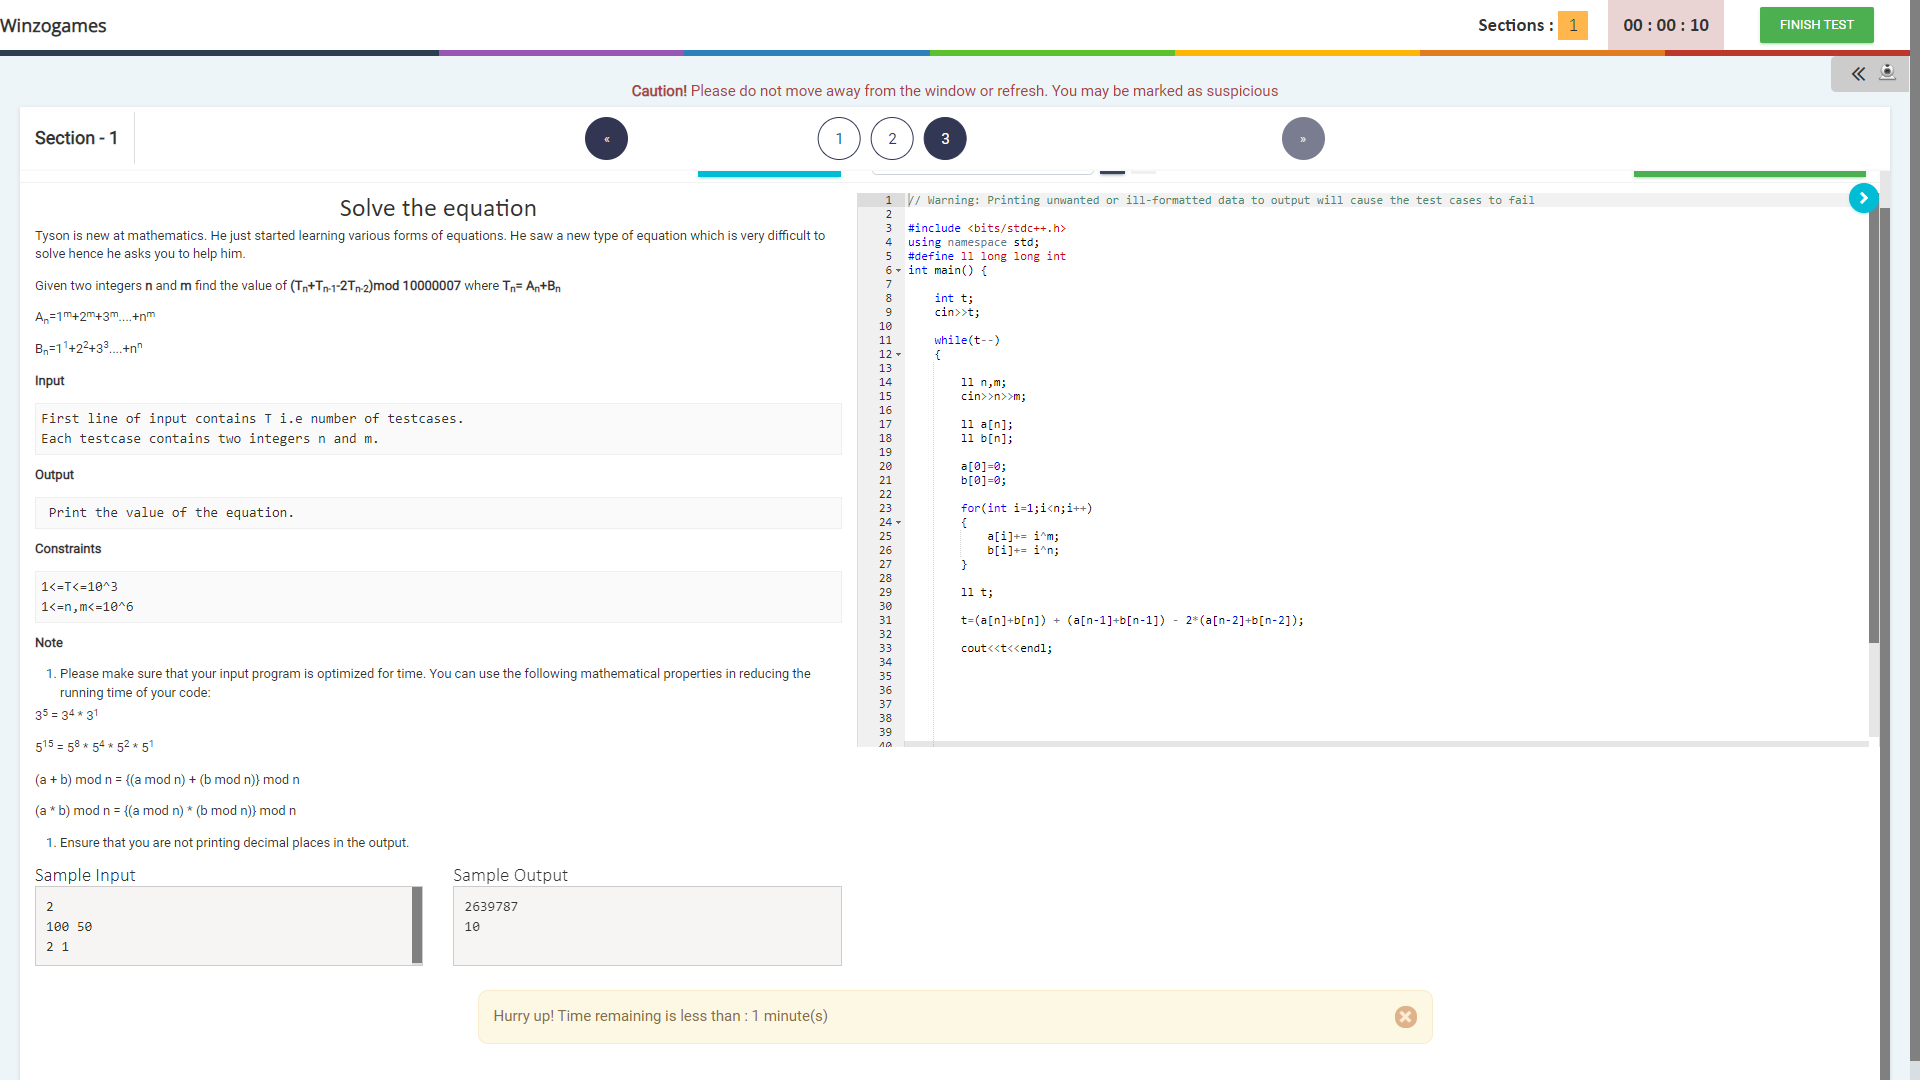 Winzogames
Sections : 1
00 : 00 : 10
FINISH TEST
Caution! Please do not move away from the window or refresh. You may be marked as suspicious
Section - 1
«
1
2
3
»
Solve the equation
Tyson is new at mathematics. He just started learning various forms of equations. He saw a new type of equation which is very difficult to
solve hence he asks you to help him.
Given two integers n and m find the value of (Tn+Tn-1-2Tn-2)mod 10000007 where Tn= An+Bn
An=1^m+2^m+3^m....+n^m
Bn=1^1+2^2+3^3....+n^n
Input
First line of input contains T i.e number of testcases.
Each testcase contains two integers n and m.
Output
Print the value of the equation.
Constraints
1<=T<=10^3
1<=n,m<=10^6
Note
1. Please make sure that your input program is optimized for time. You can use the following mathematical properties in reducing the
running time of your code:
3^5 = 3^4 * 3^1
5^15 = 5^8 * 5^4 * 5^2 * 5^1
(a + b) mod n = {(a mod n) + (b mod n)} mod n
(a * b) mod n = {(a mod n) * (b mod n)} mod n
1. Ensure that you are not printing decimal places in the output.
Sample Input
2
100 50
2 1
Sample Output
2639787
10
1 // Warning: Printing unwanted or ill-formatted data to output will cause the test cases to fail
2
3 #include <bits/stdc++.h>
4 using namespace std;
5 #define ll long long int
6 int main() {
7
8 int t;
9 cin>>t;
10
11 while(t--)
12 {
13
14 ll n,m;
15 cin>>n>>m;
16
17 ll a[n];
18 ll b[n];
19
20 a[0]=0;
21 b[0]=0;
22
23 for(int i=1;i<n;i++)
24 {
25 a[i]+= i^m;
26 b[i]+= i^n;
27 }
28
29 ll t;
30
31 t=(a[n]+b[n]) + (a[n-1]+b[n-1]) - 2*(a[n-2]+b[n-2]);
32
33 cout<<t<<endl;
34
35
36
37
38
39
40
Hurry up! Time remaining is less than : 1 minute(s)